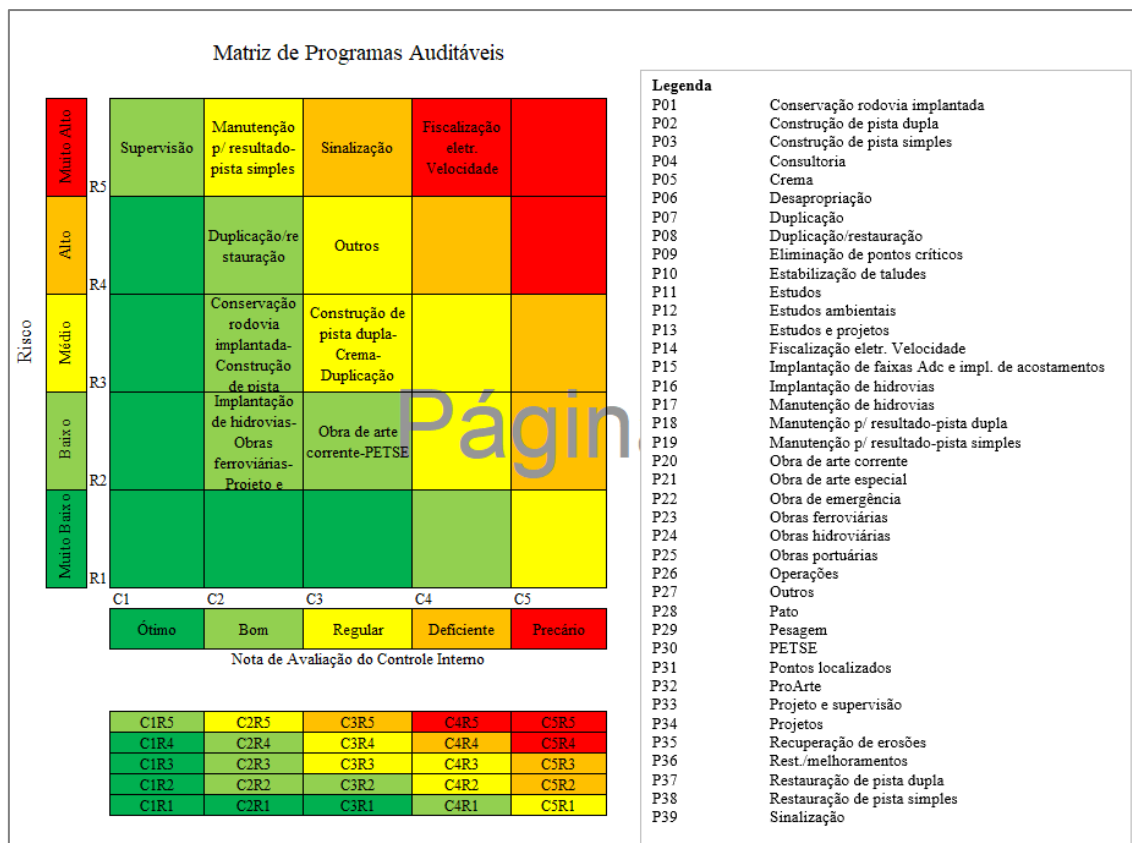 Matriz de Programas Auditáveis
Risco
Muito Alto
R5
Supervisão
Manutenção
p/ resultado-
pista simples
Sinalização
Fiscalização
eletr.
Velocidade
Alto
R4
Duplicação/re
stauração
Outros
Médio
R3
Conservação
rodovia
implantada-
Construção
de pista
Construção de
pista dupla-
Crema-
Duplicação
Baixo
R2
Implantação
de hidrovias-
Obras
ferroviárias-
Projeto e
Obra de arte
corrente-PETSE
Muito Baixo
R1
C1 C2 C3 C4 C5
Ótimo Bom Regular Deficiente Precário
Nota de Avaliação do Controle Interno
C1R5 C2R5 C3R5 C4R5 C5R5
C1R4 C2R4 C3R4 C4R4 C5R4
C1R3 C2R3 C3R3 C4R3 C5R3
C1R2 C2R2 C3R2 C4R2 C5R2
C1R1 C2R1 C3R1 C4R1 C5R1
Legenda
P01 Conservação rodovia implantada
P02 Construção de pista dupla
P03 Construção de pista simples
P04 Consultoria
P05 Crema
P06 Desapropriação
P07 Duplicação
P08 Duplicação/restauração
P09 Eliminação de pontos críticos
P10 Estabilização de taludes
P11 Estudos
P12 Estudos ambientais
P13 Estudos e projetos
P14 Fiscalização eletr. Velocidade
P15 Implantação de faixas Adc e impl. de acostamentos
P16 Implantação de hidrovias
P17 Manutenção de hidrovias
P18 Manutenção p/ resultado-pista dupla
P19 Manutenção p/ resultado-pista simples
P20 Obra de arte corrente
P21 Obra de arte especial
P22 Obra de emergência
P23 Obras ferroviárias
P24 Obras hidroviárias
P25 Obras portuárias
P26 Operações
P27 Outros
P28 Pato
P29 Pesagem
P30 PETSE
P31 Pontos localizados
P32 ProArte
P33 Projeto e supervisão
P34 Projetos
P35 Recuperação de erosões
P36 Rest./melhoramentos
P37 Restauração de pista dupla
P38 Restauração de pista simples
P39 Sinalização